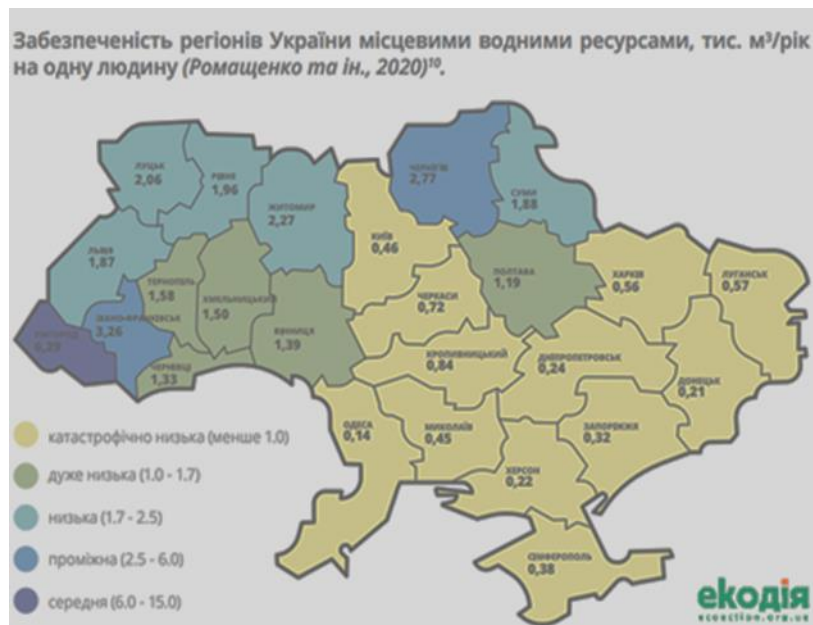 Забезпеченість регіонів України місцевими водними ресурсами, тис. м³/рік
на одну людину (Ромащенко та ін., 2020)¹⁰.
ЛУЦЬК
2,06
РІВНЕ
1,96
ЖИТОМИР
2,27
ЧЕРНІГІВ
2,77
СУМИ
1,88
ЛЬВІВ
1,87
ТЕРНОПІЛЬ
1,58
ХМЕЛЬНИЦЬКИЙ
1,50
ВІННИЦЯ
1,39
КИЇВ
0,46
ЧЕРКАСИ
0,72
ПОЛТАВА
1,19
ХАРКІВ
0,56
ЛУГАНСЬК
0,57
УЖГОРОД
ІВАНО-ФРАНКІВСЬК
3,26
ЧЕРНІВЦІ
1,33
КРОПИВНИЦЬКИЙ
0,84
ДНІПРОПЕТРОВСЬК
0,24
ДОНЕЦЬК
0,21
ОДЕСА
0,14
МИКОЛАЇВ
0,45
ЗАПОРІЖЖЯ
0,32
ХЕРСОН
0,22
СІМФЕРОПОЛЬ
0,38
катастрофічно низька (менше 1.0)
дуже низька (1.0 - 1.7)
низька (1.7 - 2.5)
проміжна (2.5 - 6.0)
середня (6.0 - 15.0)
екодія
ecoaction.org.ua